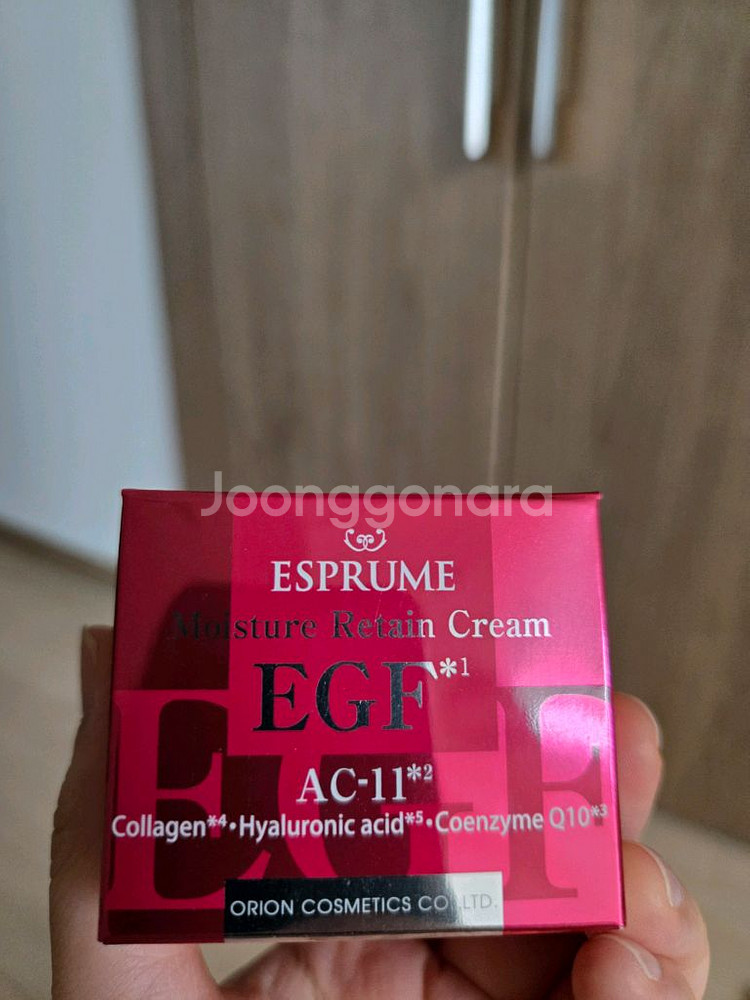 Joonggonara
ESPRUME
Moisture Retain Cream
EGF*1
AC-11*2
Collagen*4・Hyaluronic acid*5・Coenzyme Q10*3
EGF
ORION COSMETICS CO.,LTD.